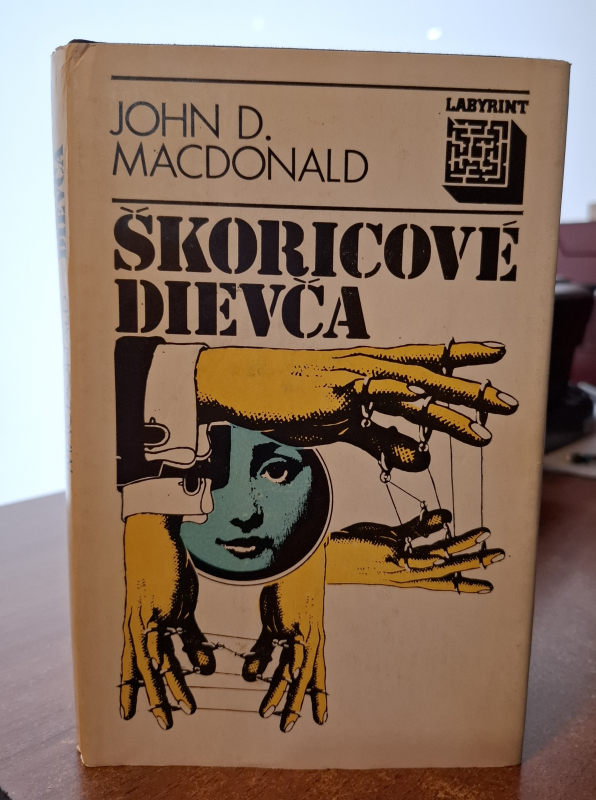 JOHN D.
MACDONALD
LABYRINT
ŠKORICOVÉ
DIEVČA